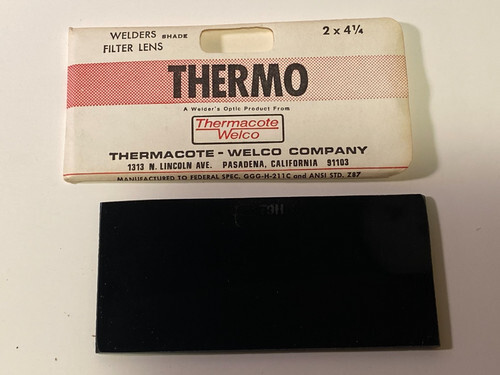 WELDERS SHADE
FILTER LENS
2 x 4¼
THERMO
A Welder's Optic Product From
Thermacote
Welco
THERMACOTE - WELCO COMPANY
1313 N. LINCOLN AVE. PASADENA, CALIFORNIA 91103
MANUFACTURED TO FEDERAL SPEC. GGG-H-211C and ANSI STD. Z87